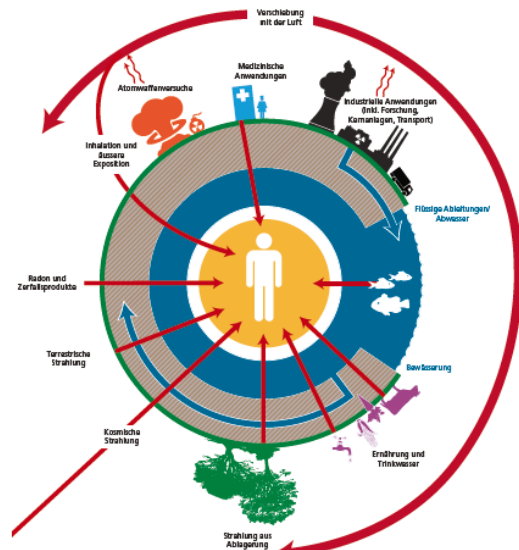 Verschiebung
mit der Luft
Medizinische
Anwendungen
Atomwaffenversuche
Industrielle Anwendungen
(inkl. Forschung,
Kernanlagen, Transport)
Inhalation und
äussere
Exposition
Flüssige Ableitungen/
Abwasser
Radon und
Zerfallsprodukte
Terrestrische
Strahlung
Bewässerung
Kosmische
Strahlung
Ernährung und
Trinkwasser
Strahlung aus
Ablagerung